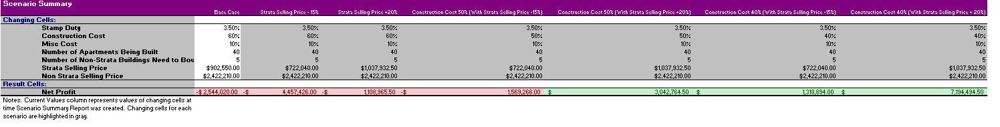 Scenario Summary
Base Case Strata Selling Price - 15% Strata Selling Price +20% Construction Cost 50% (With Strata Selling Price -15%) Construction Cost 50% (With Strata Selling Price +20%) Construction Cost 40% (With Strata Selling Price -15%) Construction Cost 40% (With Strata Selling Price + 20%)
Changing Cells:
Stamp Duty 3.50% 3.50% 3.50% 3.50% 3.50% 3.50% 3.50%
Construction Cost 60% 60% 60% 50% 50% 40% 40%
Misc Cost 10% 10% 10% 10% 10% 10% 10%
Number of Apartments Being Built 40 40 40 40 40 40 40
Number of Non-Strata Buildings Need to Bou 5 5 5 5 5 5 5
Strata Selling Price $902,550.00 $722,040.00 $1,037,932.50 $722,040.00 $1,037,932.50 $722,040.00 $1,037,932.50
Non Strara Selling Price $2,422,210.00 $2,422,210.00 $2,422,210.00 $2,422,210.00 $2,422,210.00 $2,422,210.00 $2,422,210.00
Result Cells:
Net Profit -$ 2,544,020.00 -$ 4,457,426.00 -$ 1,108,965.50 -$ 1,569,266.00 $ 3,042,764.50 $ 1,318,894.00 $ 7,194,494.50
Notes: Current Values column represents values of changing cells at
time Scenario Summary Report was created. Changing cells for each
scenario are highlighted in gray.